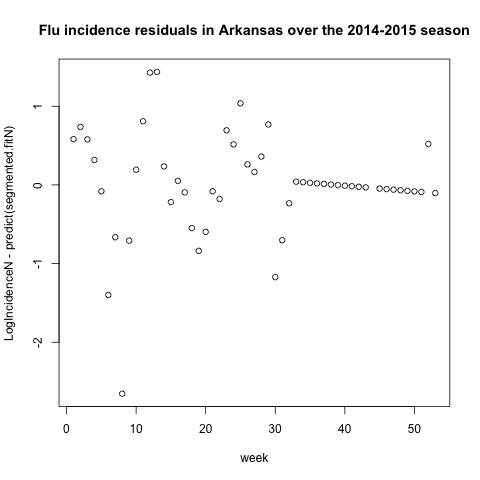 Flu incidence residuals in Arkansas over the 2014-2015 season
LogIncidenceN - predict(segmented.fitN)
1
0
-1
-2
0 10 20 30 40 50
week